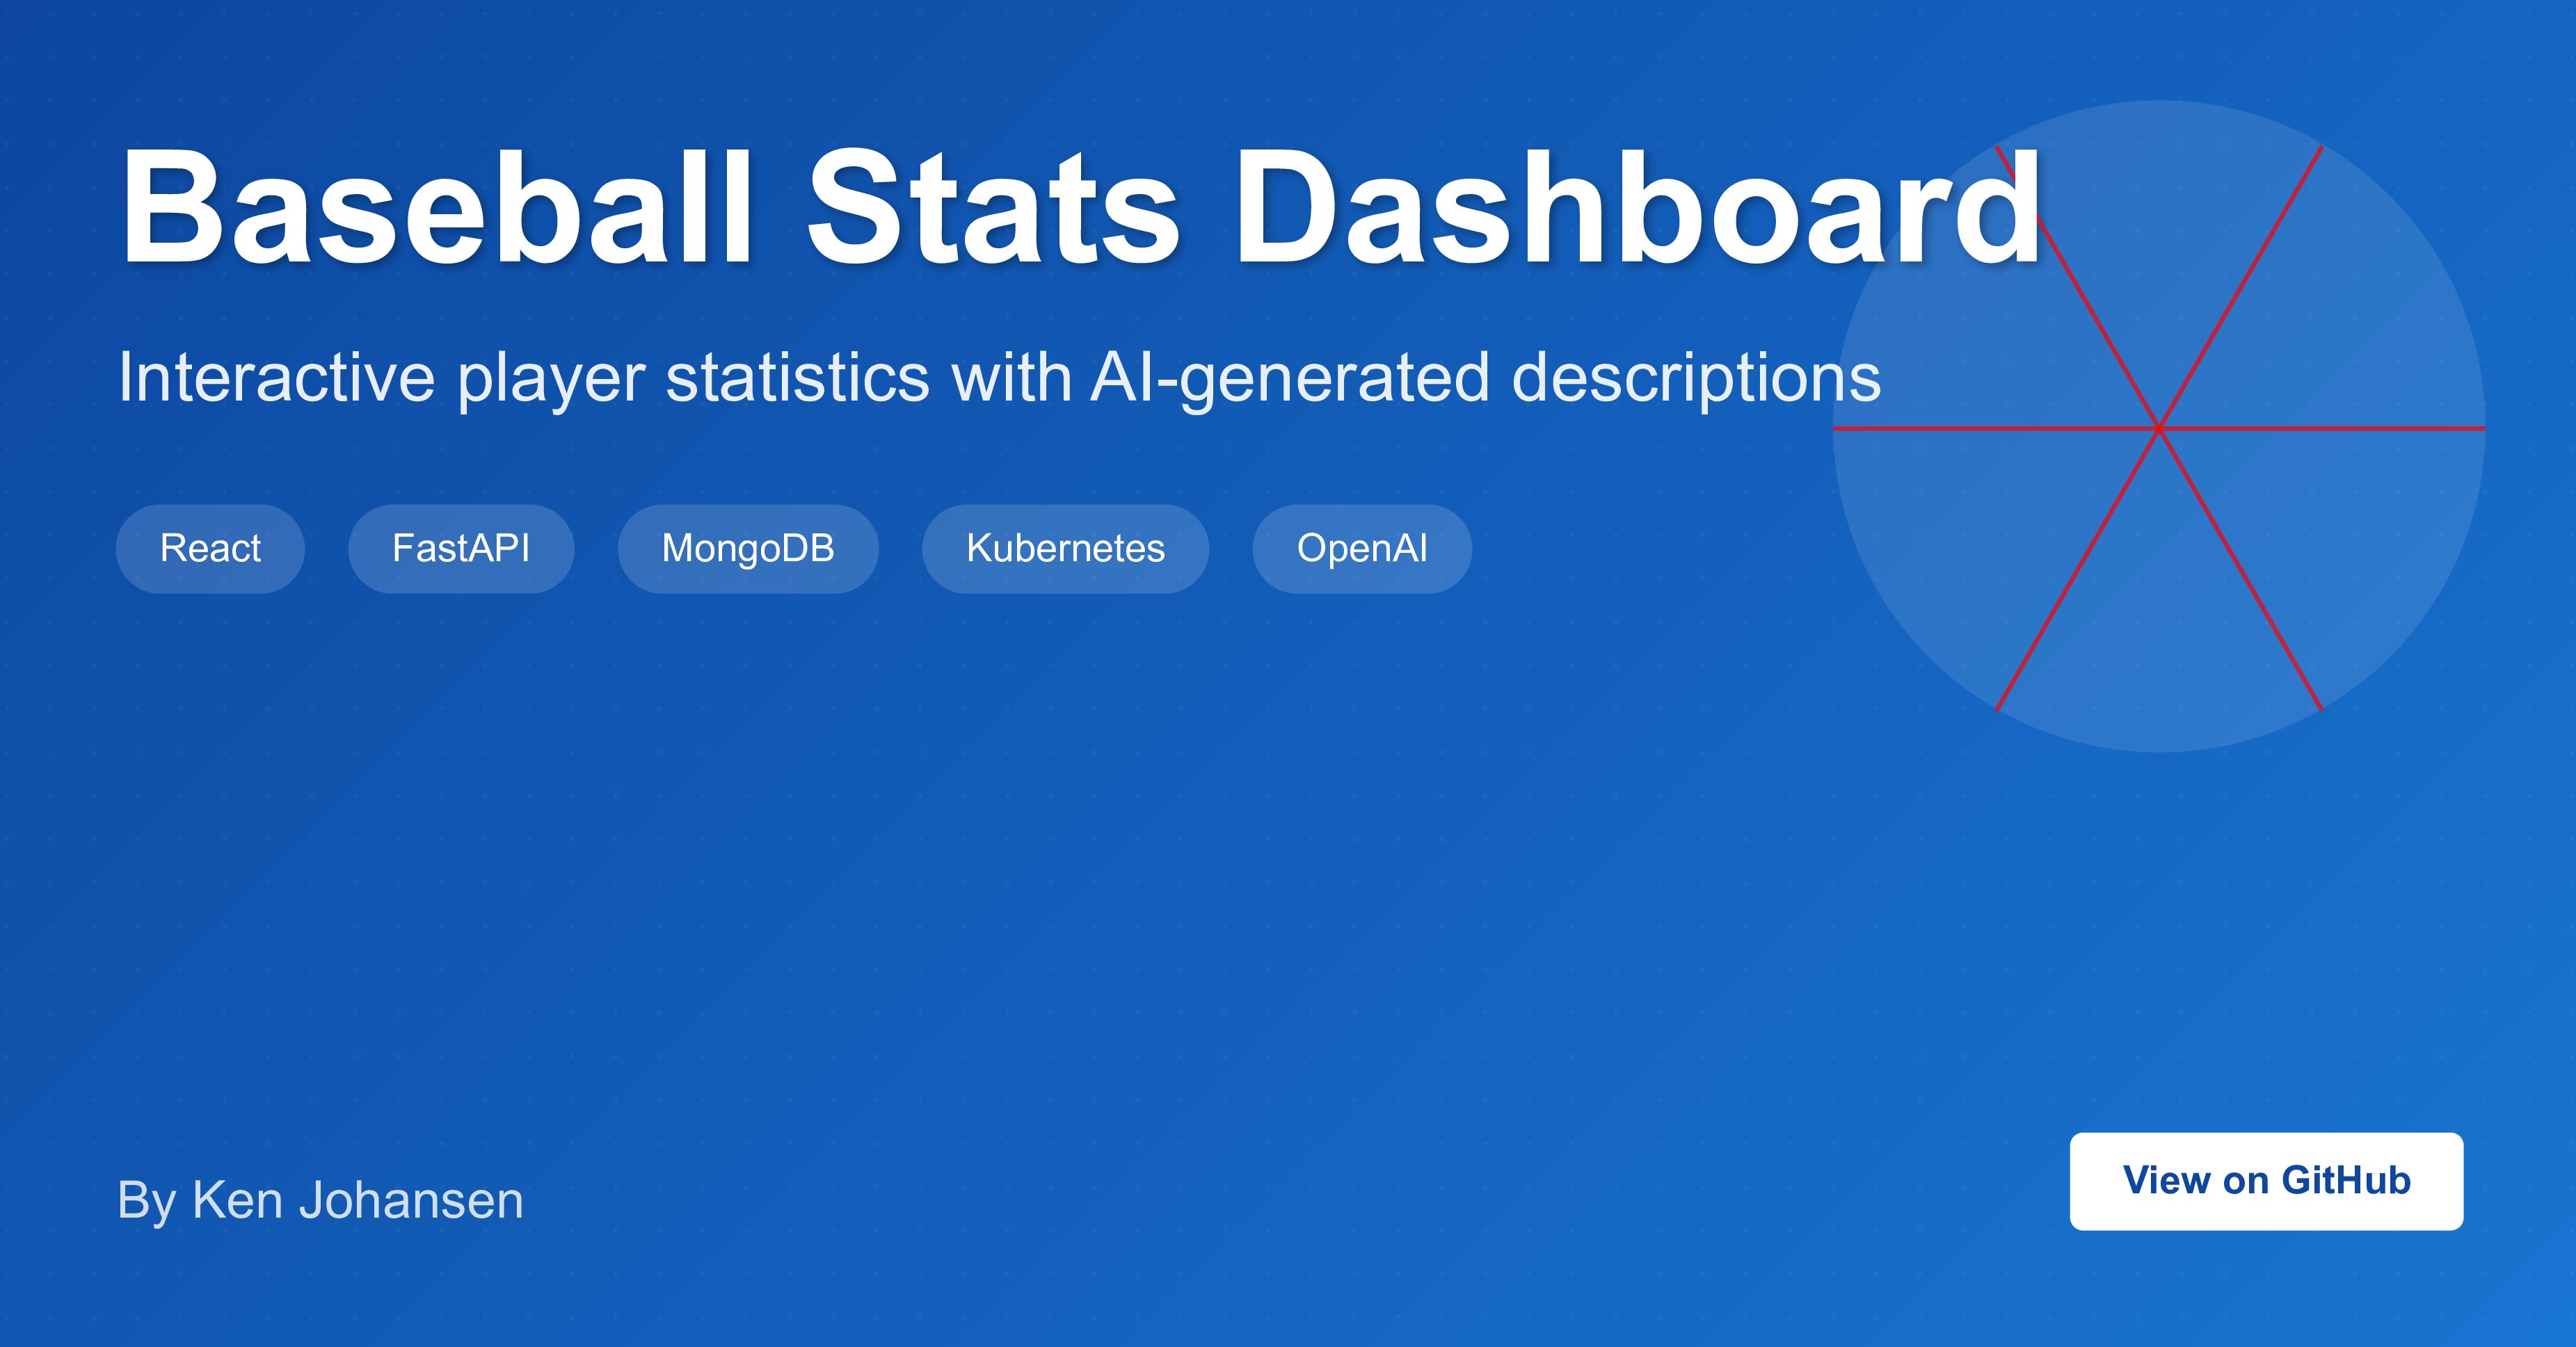 Baseball Stats Dashboard
Interactive player statistics with AI-generated descriptions
React FastAPI MongoDB Kubernetes OpenAI
By Ken Johansen
View on GitHub